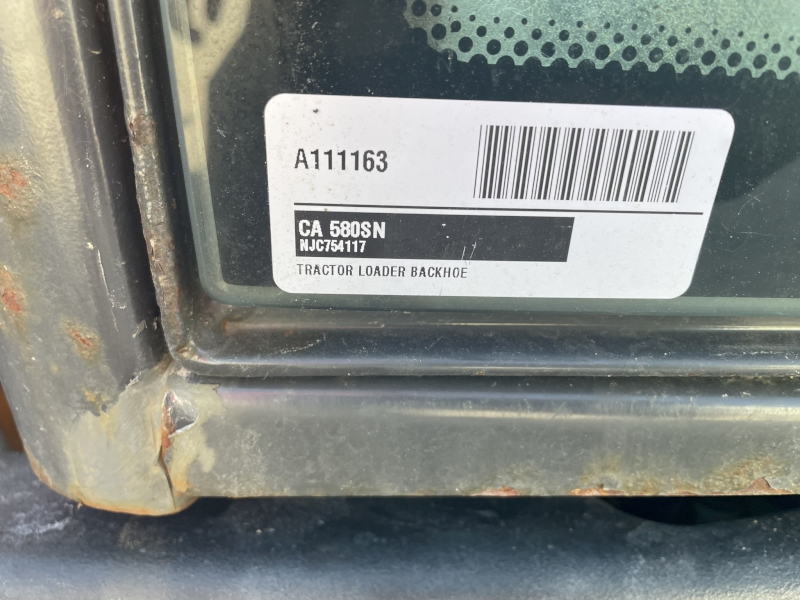 A111163
CA 580SN
NJC754117
TRACTOR LOADER BACKHOE